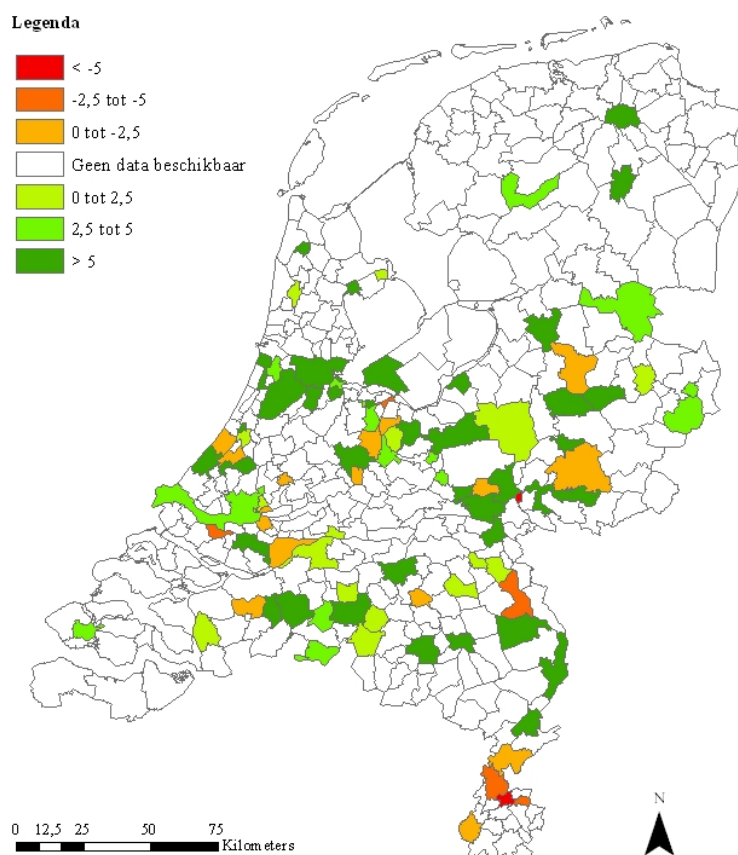 Legenda
< -5
-2,5 tot -5
0 tot -2,5
Geen data beschikbaar
0 tot 2,5
2,5 tot 5
> 5
N
0 12,5 25 50 75
Kilometers